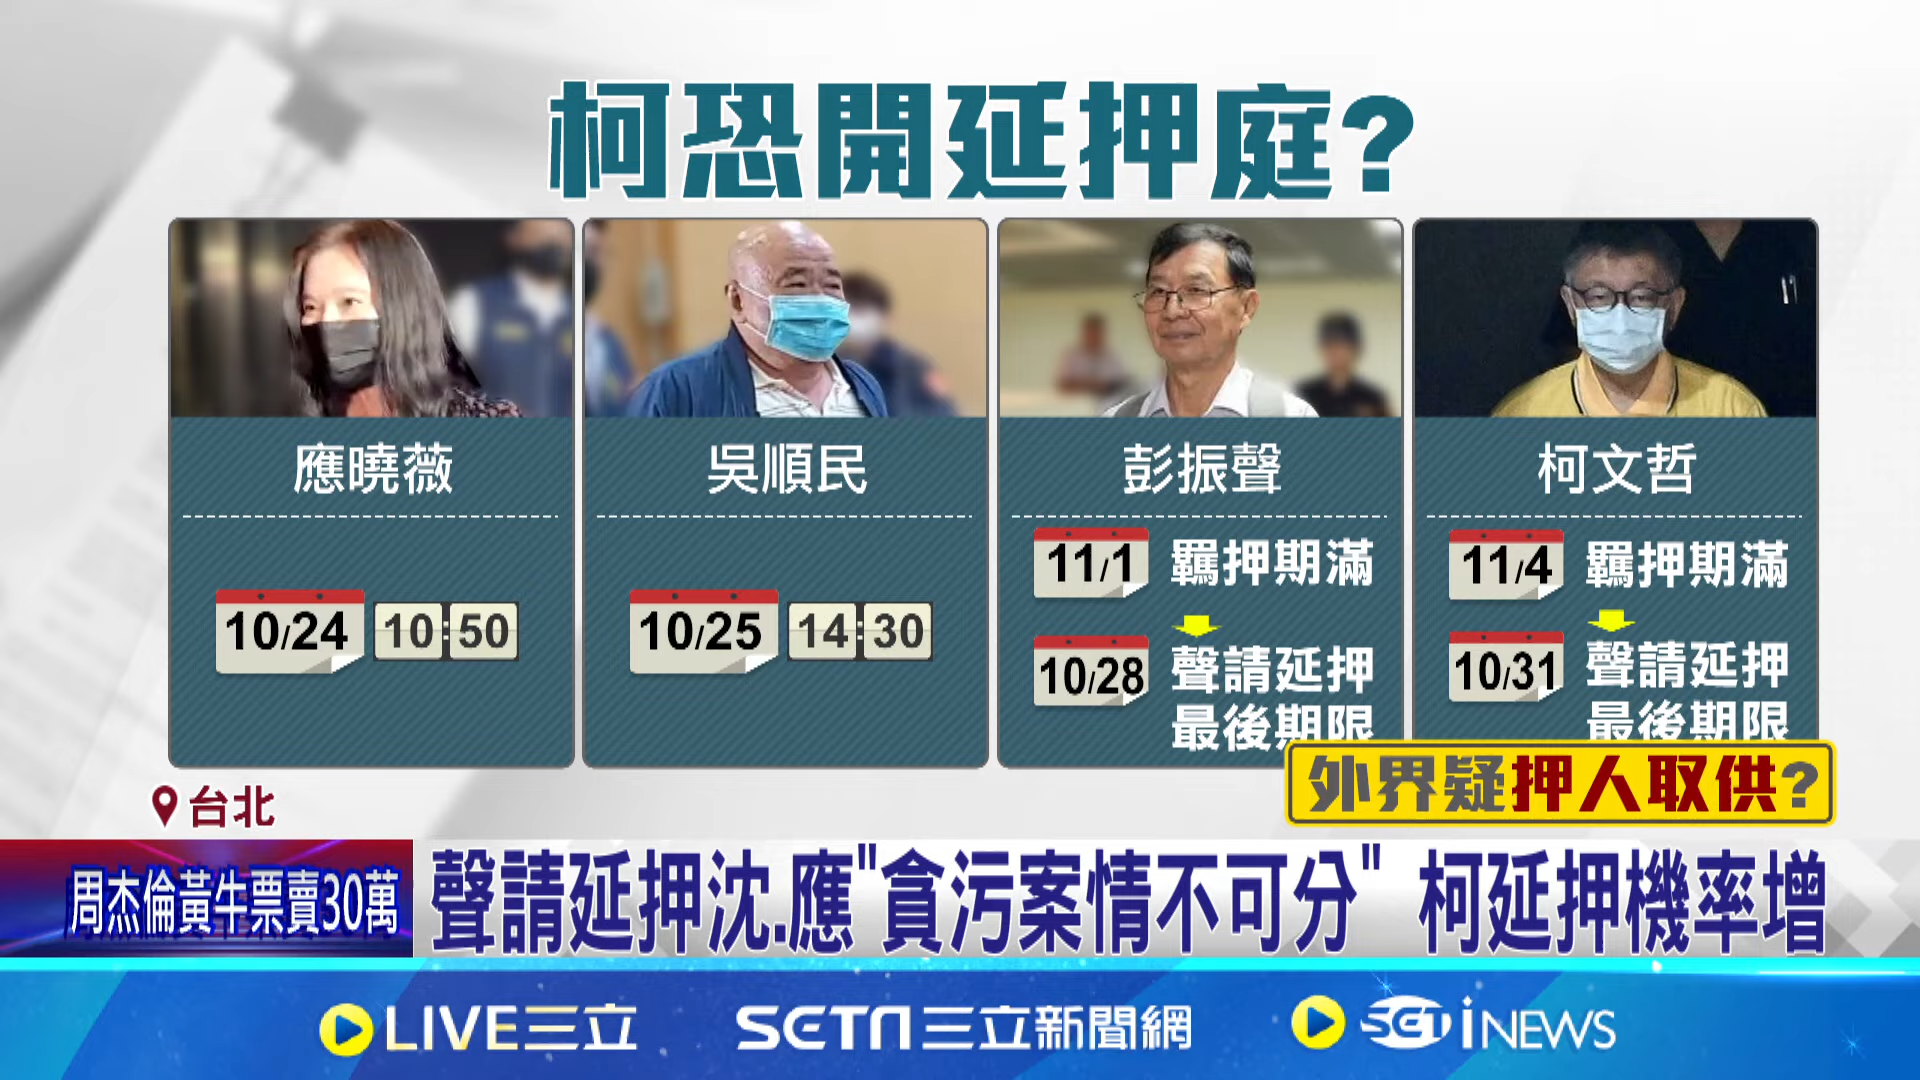 柯恐開延押庭?
應曉薇
10/24 10:50
吳順民
10/25 14:30
彭振聲
11/1 羈押期滿
10/28 聲請延押
最後期限
柯文哲
11/4 羈押期滿
10/31 聲請延押
最後期限
外界疑押人取供?
台北
周杰倫黃牛票賣30萬
聲請延押沈.應"貪污案情不可分" 柯延押機率增
LIVE三立
SETN三立新聞網
SET iNEWS